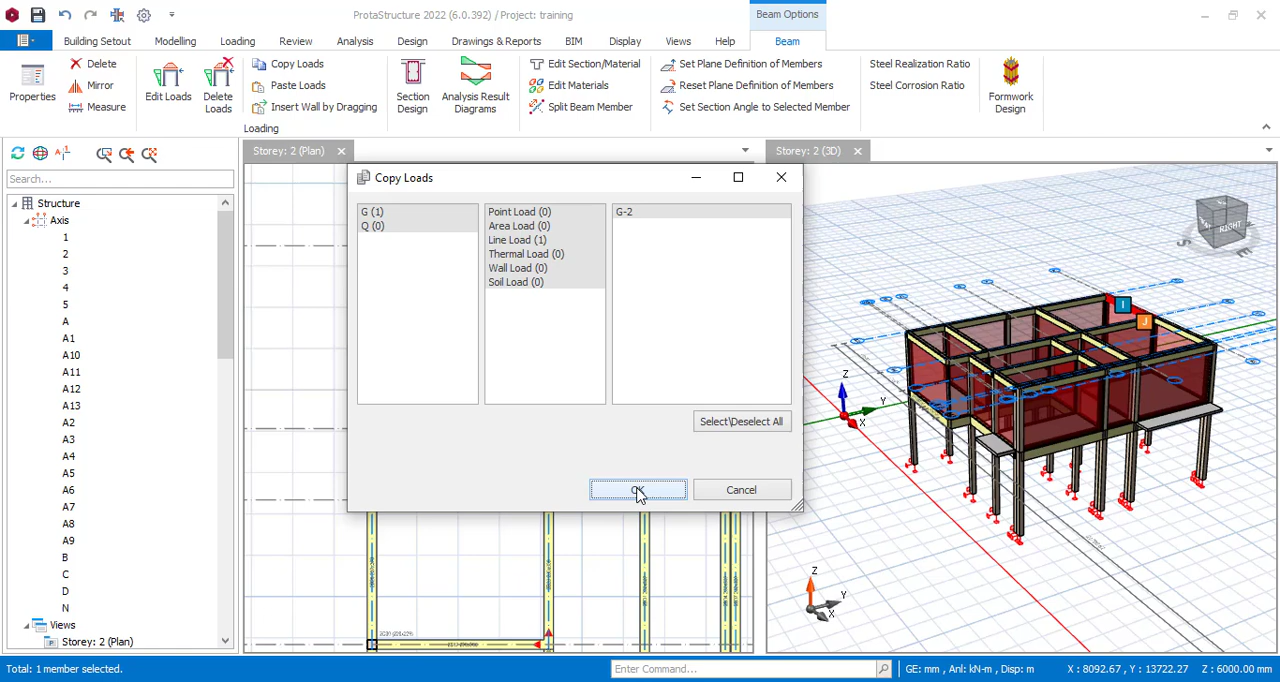 ProtaStructure 2022 (6.0.392) / Project: training
Beam Options
Building Setout
Modelling
Loading
Review
Analysis
Design
Drawings & Reports
BIM
Display
Views
Help
Beam
Properties
Delete
Mirror
Measure
Edit Loads
Delete Loads
Copy Loads
Paste Loads
Insert Wall by Dragging
Loading
Section Design
Analysis Result Diagrams
Edit Section/Material
Edit Materials
Split Beam Member
Set Plane Definition of Members
Reset Plane Definition of Members
Set Section Angle to Selected Member
Steel Realization Ratio
Steel Corrosion Ratio
Formwork Design
Search...
Structure
Axis
1
2
3
4
5
A
A1
A10
A11
A12
A13
A2
A3
A4
A5
A6
A7
A8
A9
B
C
D
N
Views
Storey: 2 (Plan)
Storey: 2 (Plan)
Storey: 2 (3D)
Copy Loads
G (1)
Q (0)
Point Load (0)
Area Load (0)
Line Load (1)
Thermal Load (0)
Wall Load (0)
Soil Load (0)
G-2
Select\Deselect All
OK
Cancel
RIGHT
S
E
I
J
Z
Y
X
Z
Y
X
Total: 1 member selected.
Enter Command...
GE: mm , Anl: kN-m , Disp: m
X : 8092.67 , Y : 13722.27
Z : 6000.00 mm